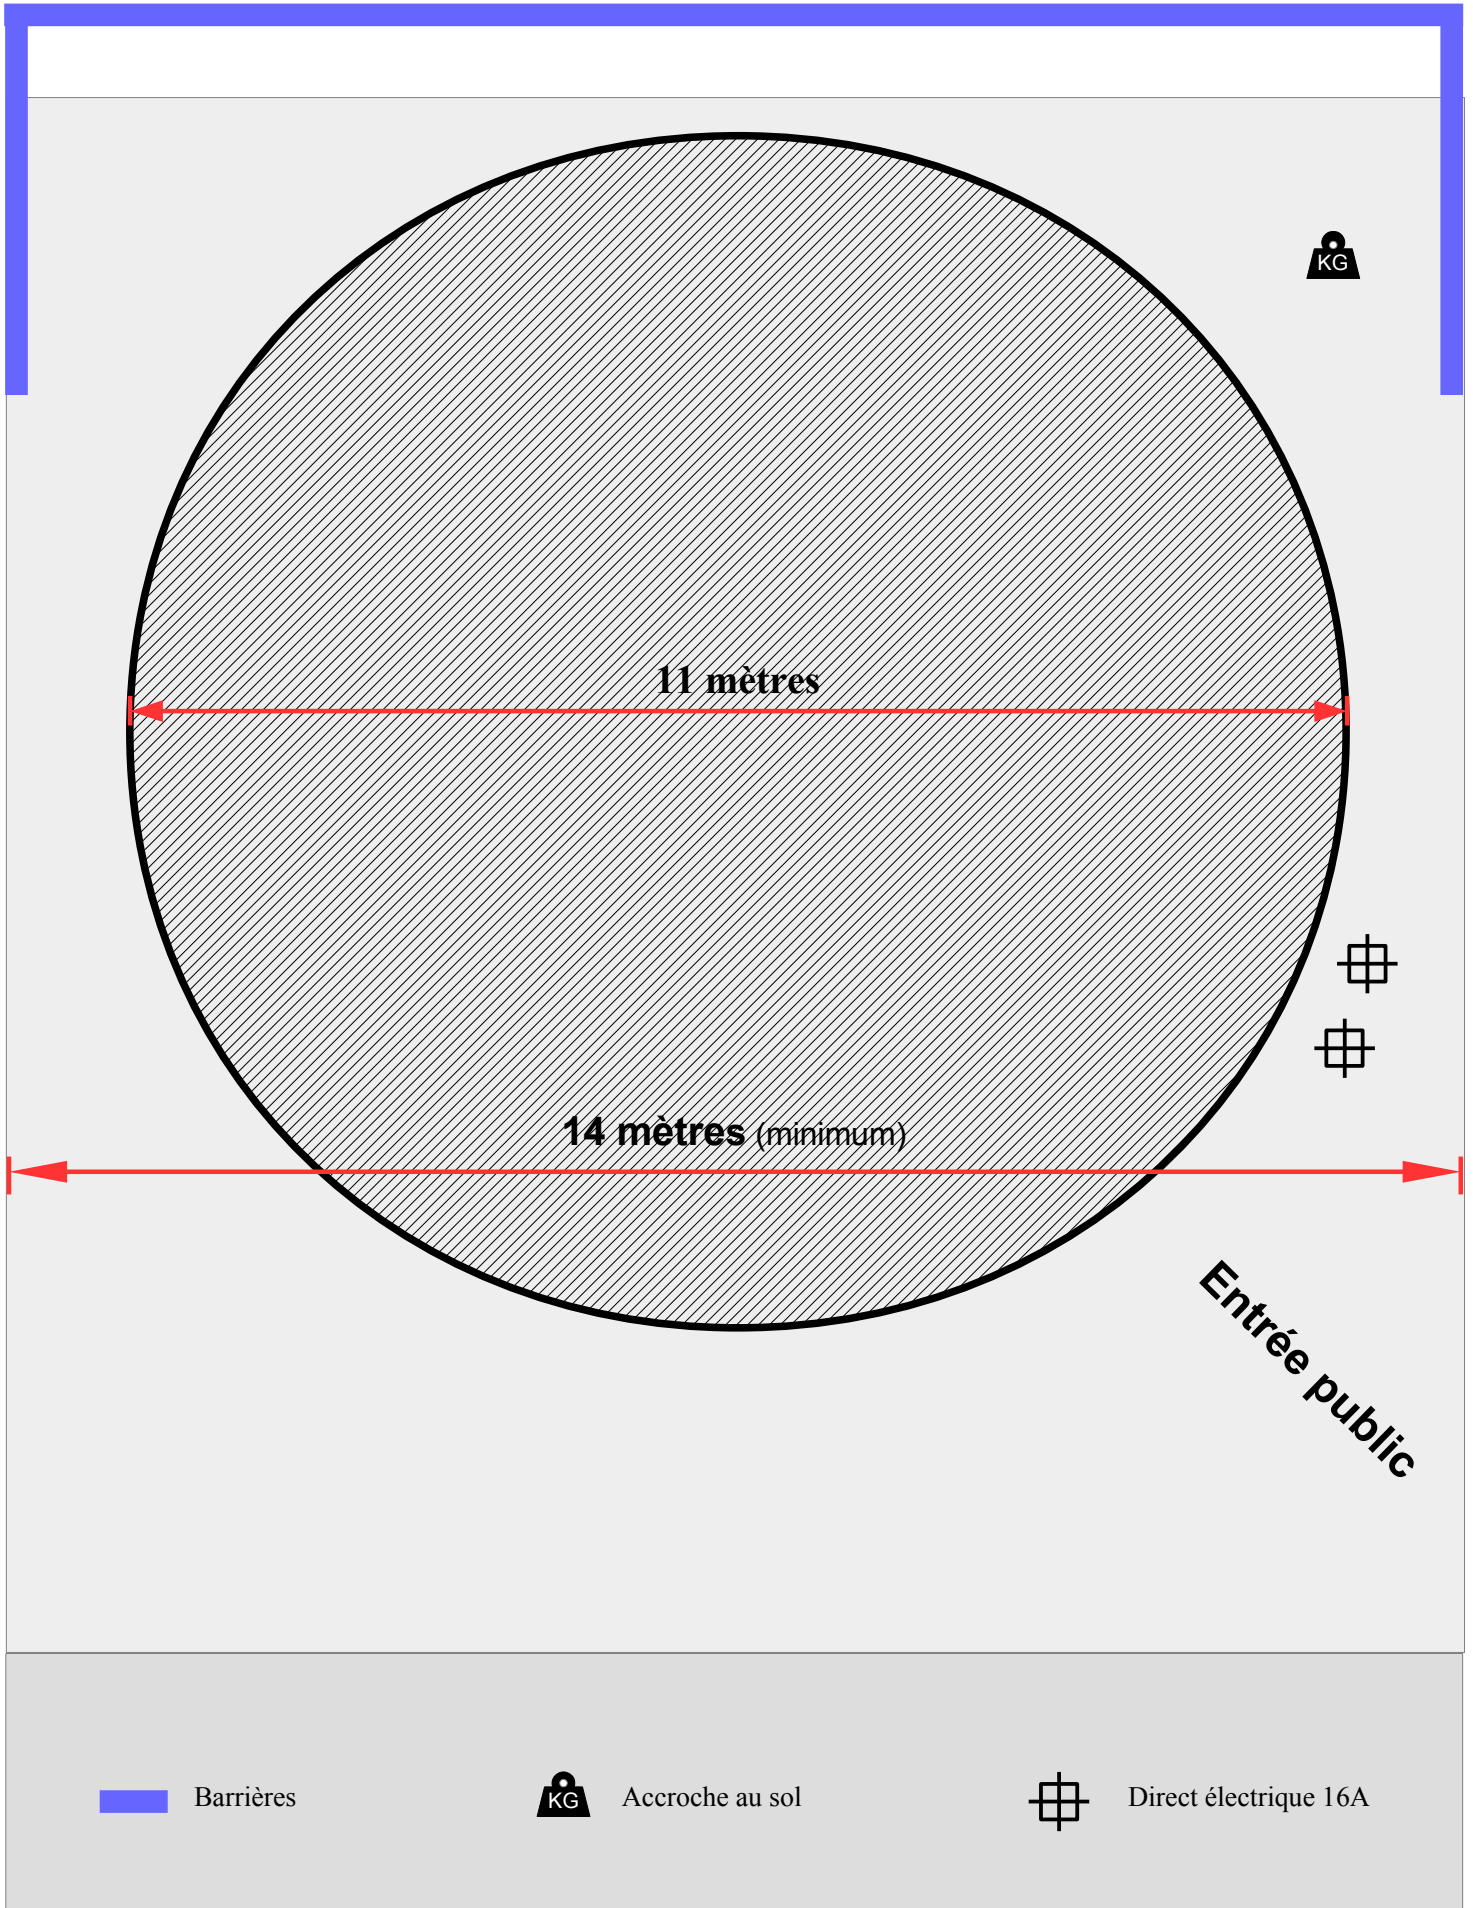 KG
11 mètres
14 mètres (minimum)
Entrée public
Barrières
KG
Accroche au sol
Direct électrique 16A